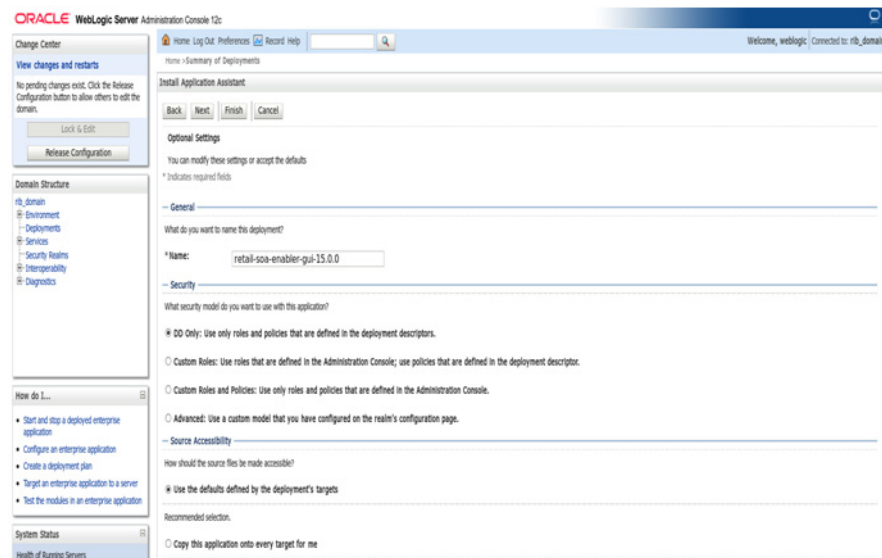 ORACLE WebLogic Server Administration Console 12c
Change Center
View changes and restarts
No pending changes exist. Click the Release
Configuration button to allow others to edit the
domain.
Lock & Edit
Release Configuration
Domain Structure
rib_domain
Environment
Deployments
Services
Security Realms
Interoperability
Diagnostics
How do I...
Start and stop a deployed enterprise
application
Configure an enterprise application
Create a deployment plan
Target an enterprise application to a server
Test the modules in an enterprise application
System Status
Health of Running Servers
Home Log Out Preferences Record Help
Welcome, weblogic Connected to: rib_domain
Home >Summary of Deployments
Install Application Assistant
Back Next Finish Cancel
Optional Settings
You can modify these settings or accept the defaults
* Indicates required fields
General
What do you want to name this deployment?
*Name: retail-soa-enabler-gui-15.0.0
Security
What security model do you want to use with this application?
DD Only: Use only roles and policies that are defined in the deployment descriptors.
Custom Roles: Use roles that are defined in the Administration Console; use policies that are defined in the deployment descriptor.
Custom Roles and Policies: Use only roles and policies that are defined in the Administration Console.
Advanced: Use a custom model that you have configured on the realm's configuration page.
Source Accessibility
How should the source files be made accessible?
Use the defaults defined by the deployment's targets
Recommended selection.
Copy this application onto every target for me